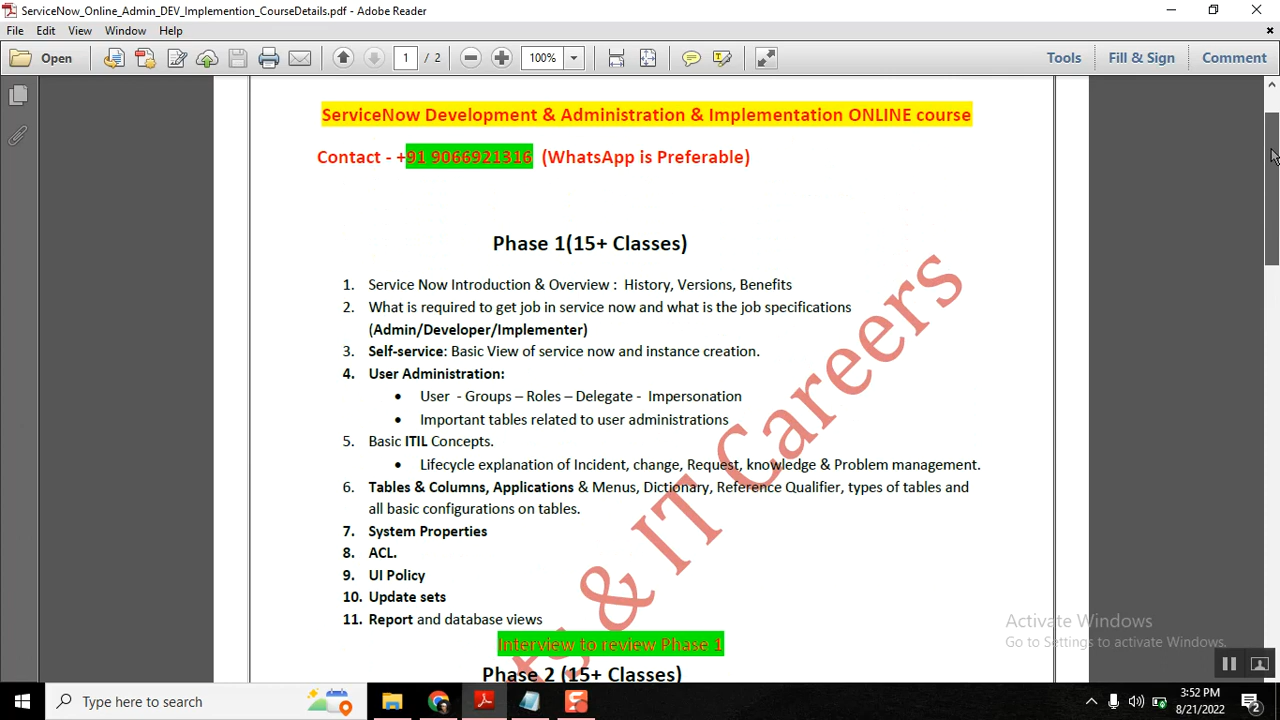 ServiceNow_Online_Admin_DEV_Implemention_CourseDetails.pdf - Adobe Reader
File Edit View Window Help
Open 1 / 2 100% Tools Fill & Sign Comment
ServiceNow Development & Administration & Implementation ONLINE course
Contact - +91 9066921316 (WhatsApp is Preferable)
Phase 1(15+ Classes)
1. Service Now Introduction & Overview : History, Versions, Benefits
2. What is required to get job in service now and what is the job specifications
(Admin/Developer/Implementer)
3. Self-service: Basic View of service now and instance creation.
4. User Administration:
• User - Groups – Roles – Delegate - Impersonation
• Important tables related to user administrations
5. Basic ITIL Concepts.
• Lifecycle explanation of Incident, change, Request, knowledge & Problem management.
6. Tables & Columns, Applications & Menus, Dictionary, Reference Qualifier, types of tables and
all basic configurations on tables.
7. System Properties
8. ACL.
9. UI Policy
10. Update sets
11. Report and database views
Interview to review Phase 1
Phase 2 (15+ Classes)
& IT Careers
Activate Windows
Go to Settings to activate Windows.
Type here to search
3:52 PM
8/21/2022
2